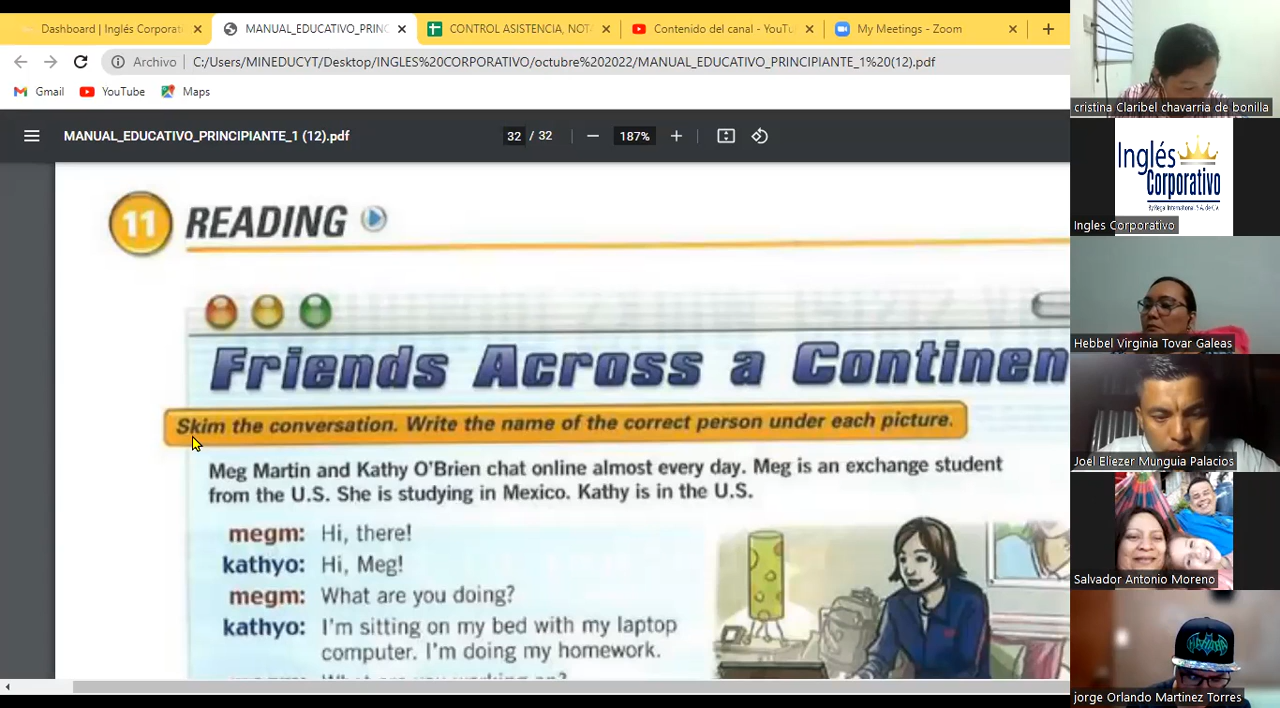 Dashboard | Inglés Corporat
MANUAL_EDUCATIVO_PRINC
CONTROL ASISTENCIA, NOT
Contenido del canal - YouTu
My Meetings - Zoom
Archivo
C:/Users/MINEDUCYT/Desktop/INGLES%20CORPORATIVO/octubre%202022/MANUAL_EDUCATIVO_PRINCIPIANTE_1%20(12).pdf
Gmail
YouTube
Maps
MANUAL_EDUCATIVO_PRINCIPIANTE_1 (12).pdf
32 / 32
187%
11 READING
Friends Across a Continen
Skim the conversation. Write the name of the correct person under each picture.
Meg Martin and Kathy O'Brien chat online almost every day. Meg is an exchange student
from the U.S. She is studying in Mexico. Kathy is in the U.S.
megm: Hi, there!
kathyo: Hi, Meg!
megm: What are you doing?
kathyo: I'm sitting on my bed with my laptop
computer. I'm doing my homework.
megm: What are you working on?
cristina Claribel chavarria de bonilla
Inglés
Corporativo
Ingles Corporativo
Hebbel Virginia Tovar Galeas
Joel Eliezer Munguia Palacios
Salvador Antonio Moreno
jorge Orlando Martinez Torres